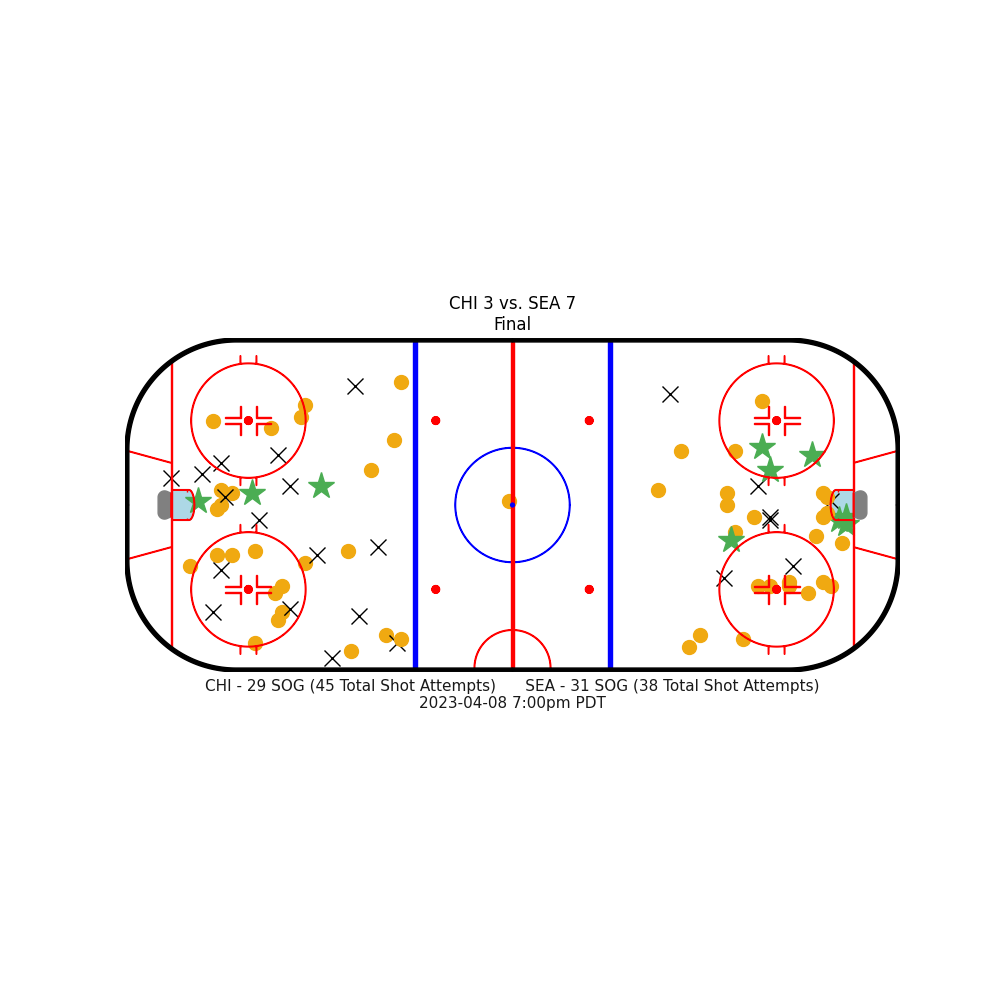 CHI 3 vs. SEA 7
Final
CHI - 29 SOG (45 Total Shot Attempts) SEA - 31 SOG (38 Total Shot Attempts)
2023-04-08 7:00pm PDT